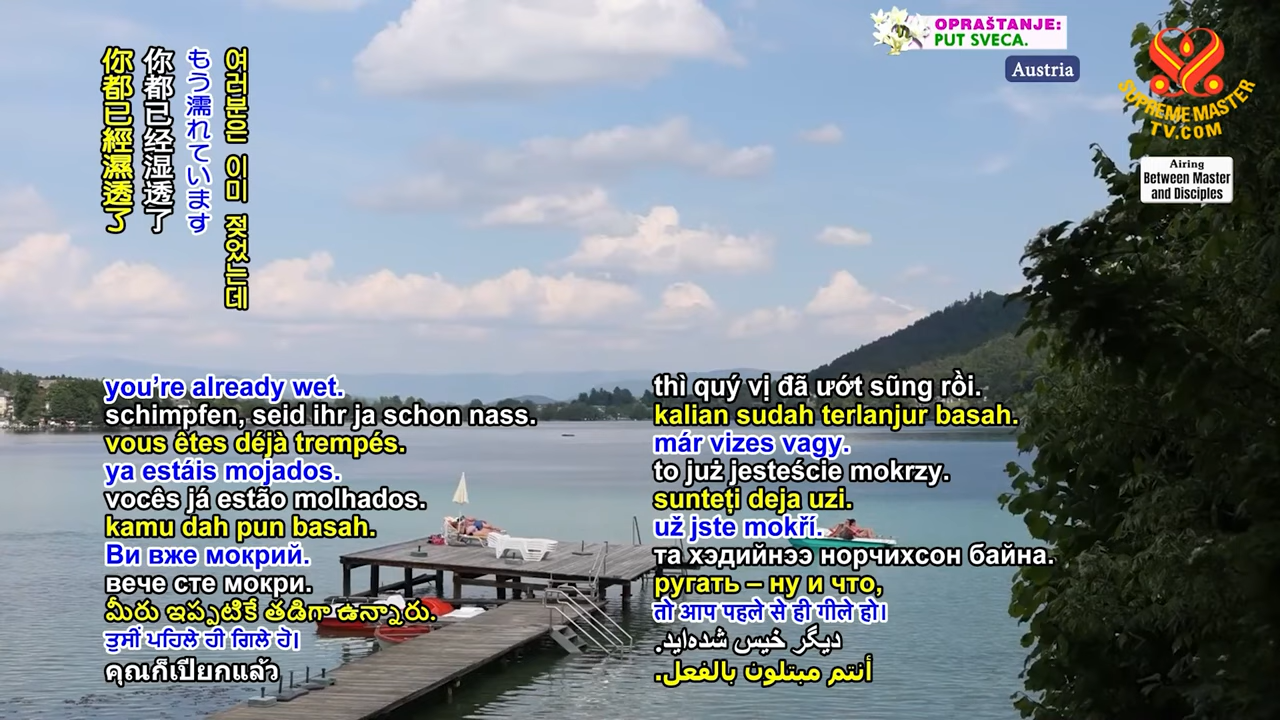 你都已經濕透了
你都已经湿透了
もう濡れています
여러분은 이미 젖었는데
OPRAŠTANJE:
PUT SVECA.
Austria
SUPREME MASTER
TV.COM
Airing
Between Master
and Disciples
you're already wet.
schimpfen, seid ihr ja schon nass.
vous êtes déjà trempés.
ya estáis mojados.
vocês já estão molhados.
kamu dah pun basah.
Ви вже мокрий.
вече сте мокри.
మీరు ఇప్పటికే తడిగా ఉన్నారు.
ਤੁਸੀਂ ਪਹਿਲੇ ਹੀ ਗਿਲੇ ਹੋ।
คุณก็เปียกแล้ว
thì quý vị đã ướt sũng rồi.
kalian sudah terlanjur basah.
már vizes vagy.
to już jesteście mokrzy.
sunteți deja uzi.
už jste mokří.
та хэдийнээ норчихсон байна.
ругать – ну и что,
तो आप पहले से ही गीले हो।
دیگر خیس شده‌اید.
أنتم مبتلون بالفعل.